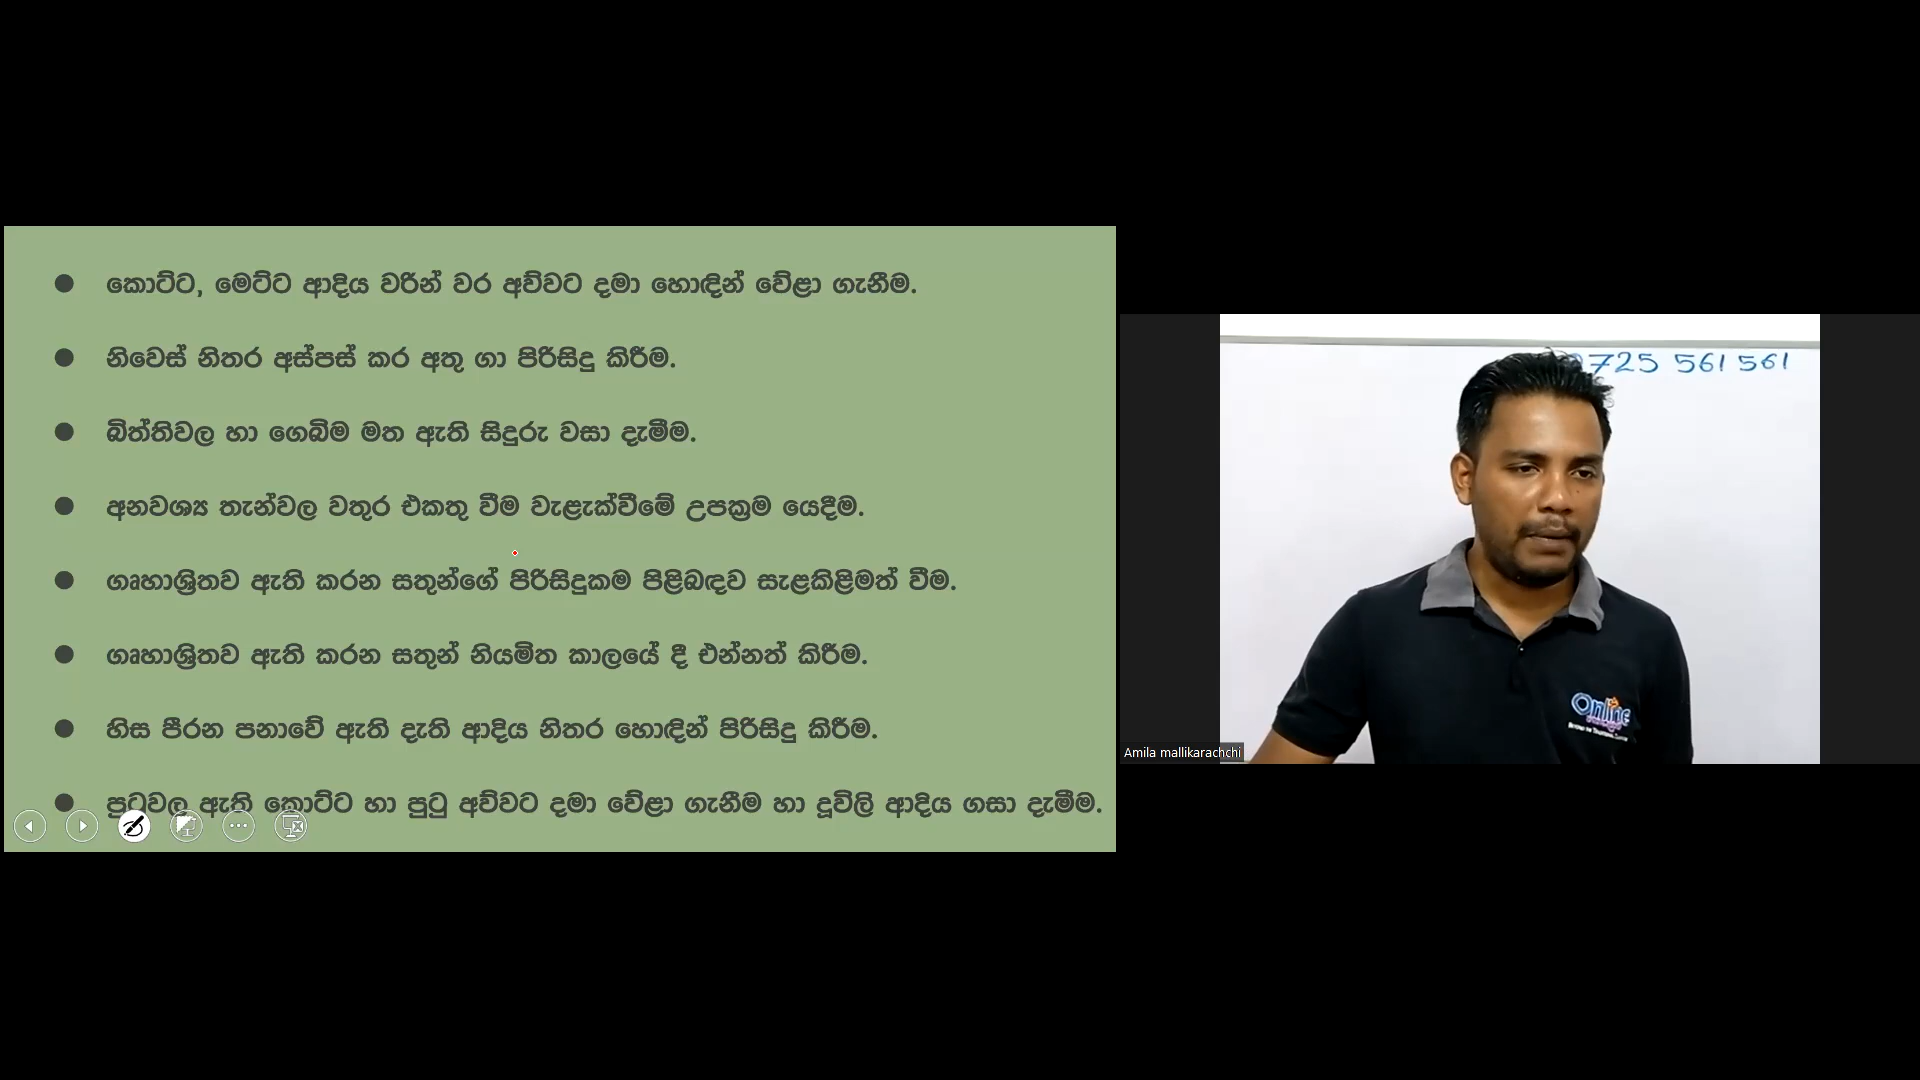 ● කොට්ට, මෙට්ට ආදිය වරින් වර අව්වට දමා හොඳින් වේළා ගැනීම.
● නිවෙස් නිතර අස්පස් කර අතු ගා පිරිසිදු කිරීම.
● බිත්තිවල හා ගෙබිම මත ඇති සිදුරු වසා දැමීම.
● අනවශ්‍ය තැන්වල වතුර එකතු වීම වැළැක්වීමේ උපක්‍රම යෙදීම.
● ගෘහාශ්‍රිතව ඇති කරන සතුන්ගේ පිරිසිදුකම පිළිබඳව සැළකිළිමත් වීම.
● ගෘහාශ්‍රිතව ඇති කරන සතුන් නියමිත කාලයේ දී එන්නත් කිරීම.
● හිස පීරන පනාවේ ඇති දැති ආදිය නිතර හොඳින් පිරිසිදු කිරීම.
● පුටුවල ඇති කොට්ට හා පුටු අව්වට දමා වේළා ගැනීම හා දූවිලි ආදිය ගසා දැමීම.
725 561 561
Online
Amila mallikarachchi